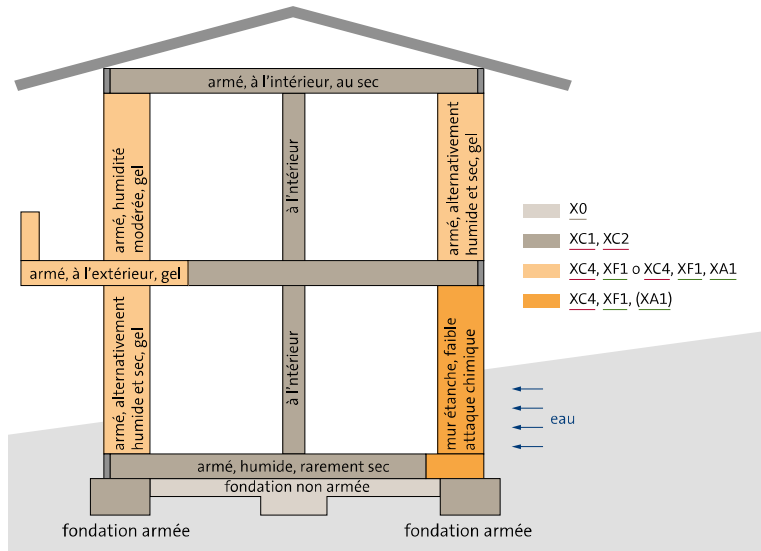 armé, à l'intérieur, au sec
armé, humidité
modérée, gel
à l'ntérieur
armé, alternativement
humide et sec, gel
X0
XC1, XC2
XC4, XF1 o XC4, XF1, XA1
XC4, XF1, (XA1)
armé, à l'extérieur, gel
armé, alternativement
humide et sec, gel
à l'ntérieur
mur étanche, faible
attaque chimique
eau
armé, humide, rarement sec
fondation non armée
fondation armée
fondation armée